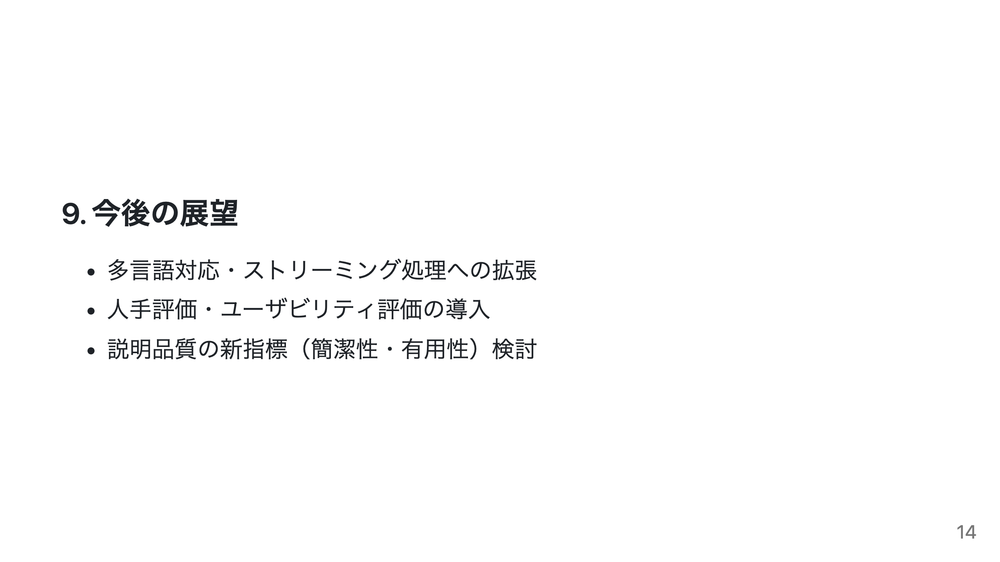 9. 今後の展望
• 多言語対応・ストリーミング処理への拡張
• 人手評価・ユーザビリティ評価の導入
• 説明品質の新指標（簡潔性・有用性）検討
14